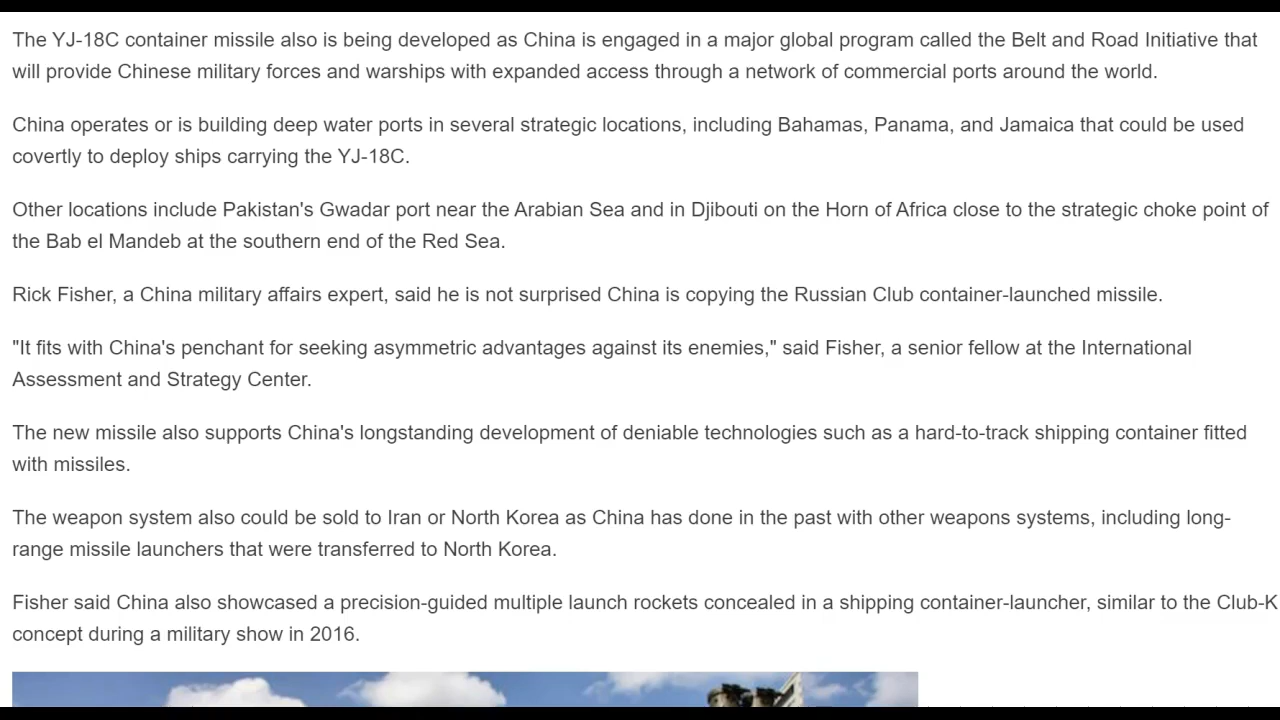 The YJ-18C container missile also is being developed as China is engaged in a major global program called the Belt and Road Initiative that
will provide Chinese military forces and warships with expanded access through a network of commercial ports around the world.
China operates or is building deep water ports in several strategic locations, including Bahamas, Panama, and Jamaica that could be used
covertly to deploy ships carrying the YJ-18C.
Other locations include Pakistan's Gwadar port near the Arabian Sea and in Djibouti on the Horn of Africa close to the strategic choke point of
the Bab el Mandeb at the southern end of the Red Sea.
Rick Fisher, a China military affairs expert, said he is not surprised China is copying the Russian Club container-launched missile.
"It fits with China's penchant for seeking asymmetric advantages against its enemies," said Fisher, a senior fellow at the International
Assessment and Strategy Center.
The new missile also supports China's longstanding development of deniable technologies such as a hard-to-track shipping container fitted
with missiles.
The weapon system also could be sold to Iran or North Korea as China has done in the past with other weapons systems, including long-
range missile launchers that were transferred to North Korea.
Fisher said China also showcased a precision-guided multiple launch rockets concealed in a shipping container-launcher, similar to the Club-K
concept during a military show in 2016.